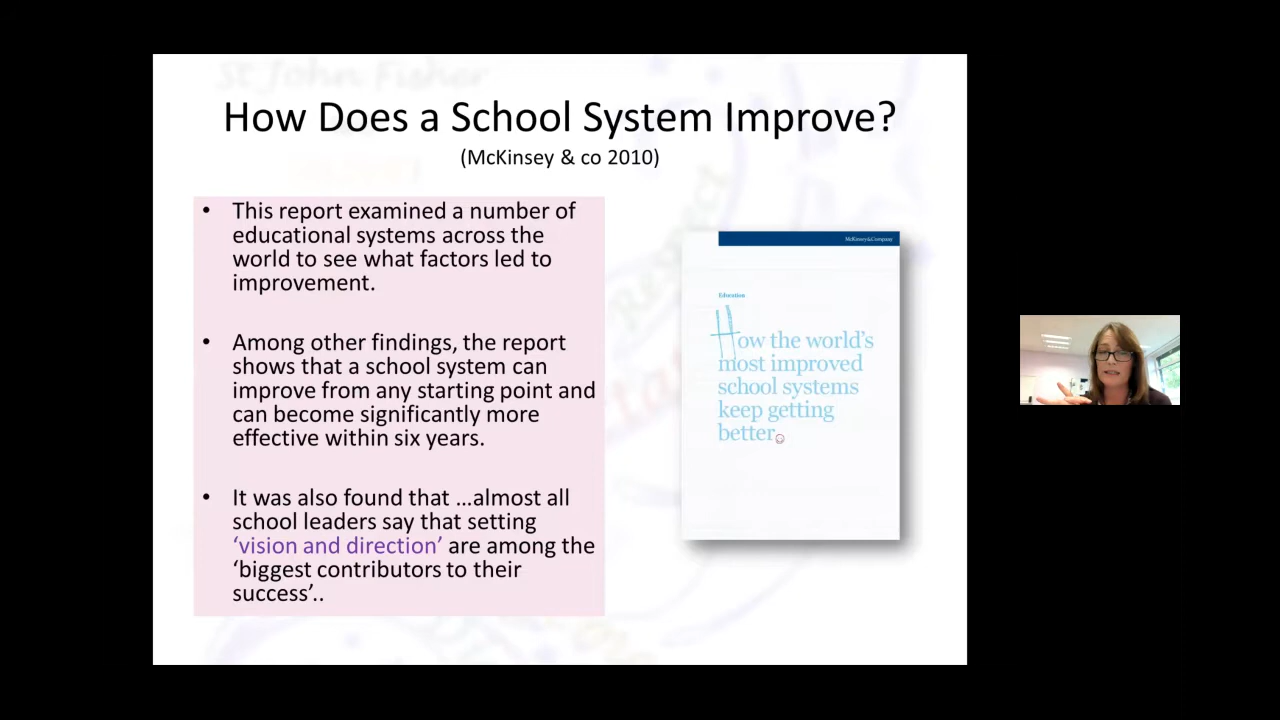 St John Fisher
How Does a School System Improve?
(McKinsey & co 2010)
• This report examined a number of
educational systems across the
world to see what factors led to
improvement.
• Among other findings, the report
shows that a school system can
improve from any starting point and
can become significantly more
effective within six years.
• It was also found that …almost all
school leaders say that setting
‘vision and direction’ are among the
‘biggest contributors to their
success’..
McKinsey&Company
Education
How the world's
most improved
school systems
keep getting
better
Respect